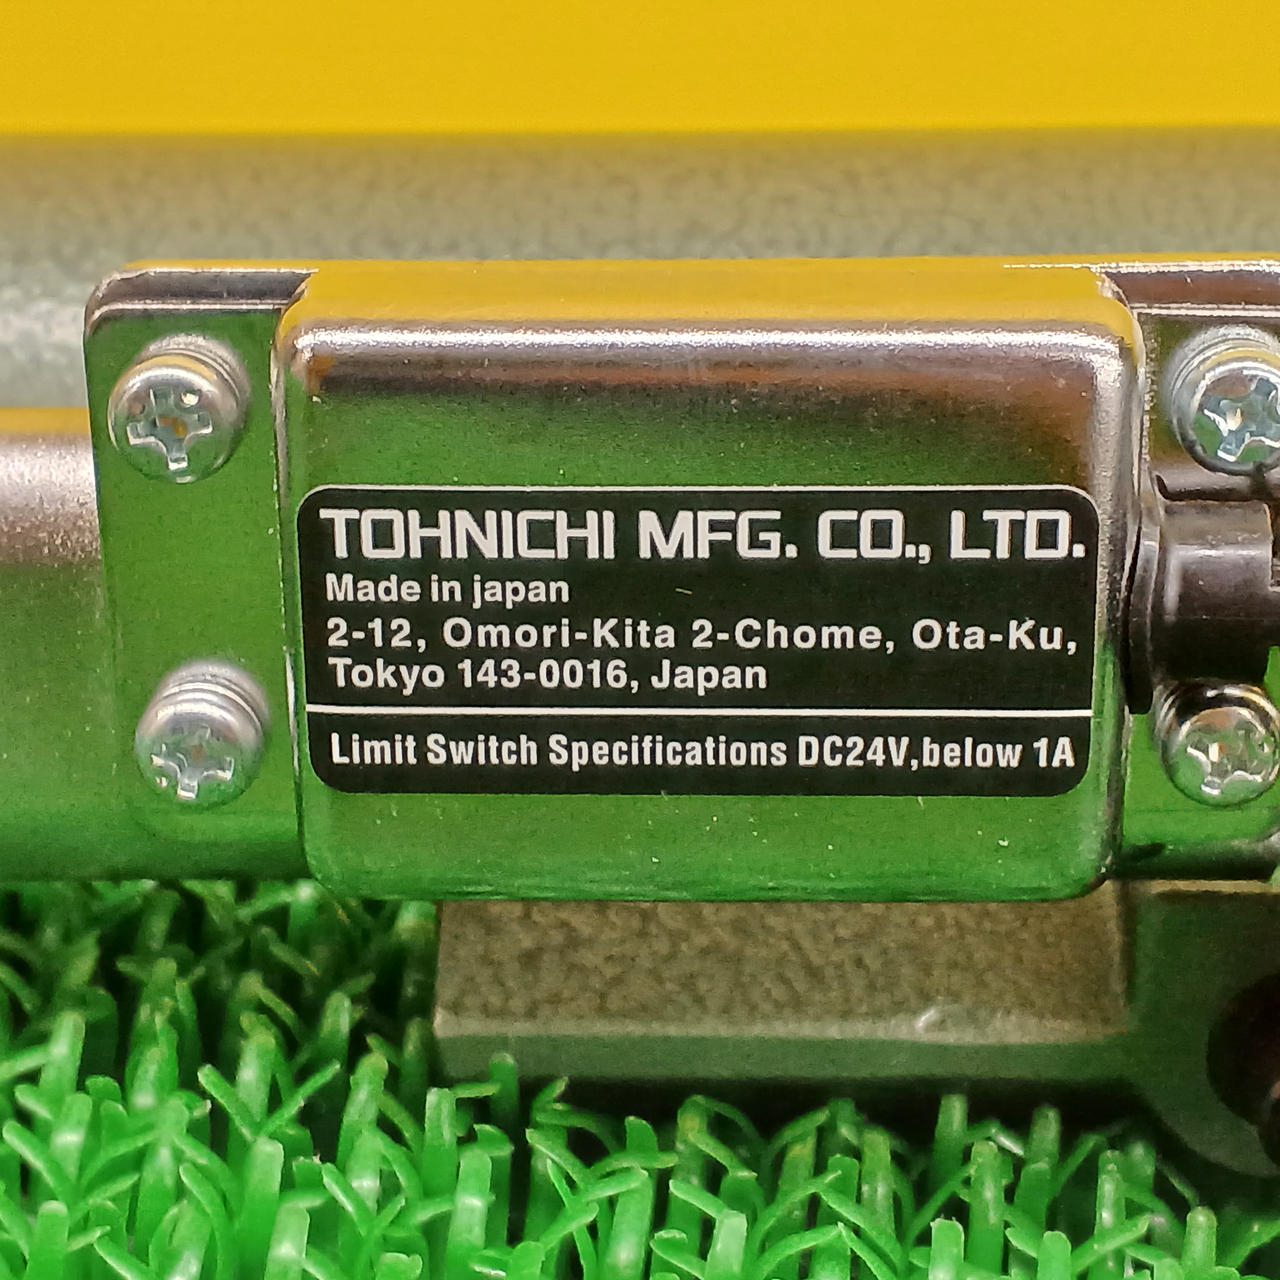 TOHNICHI MFG. CO., LTD.
Made in japan
2-12, Omori-Kita 2-Chome, Ota-Ku,
Tokyo 143-0016, Japan
Limit Switch Specifications DC24V,below 1A